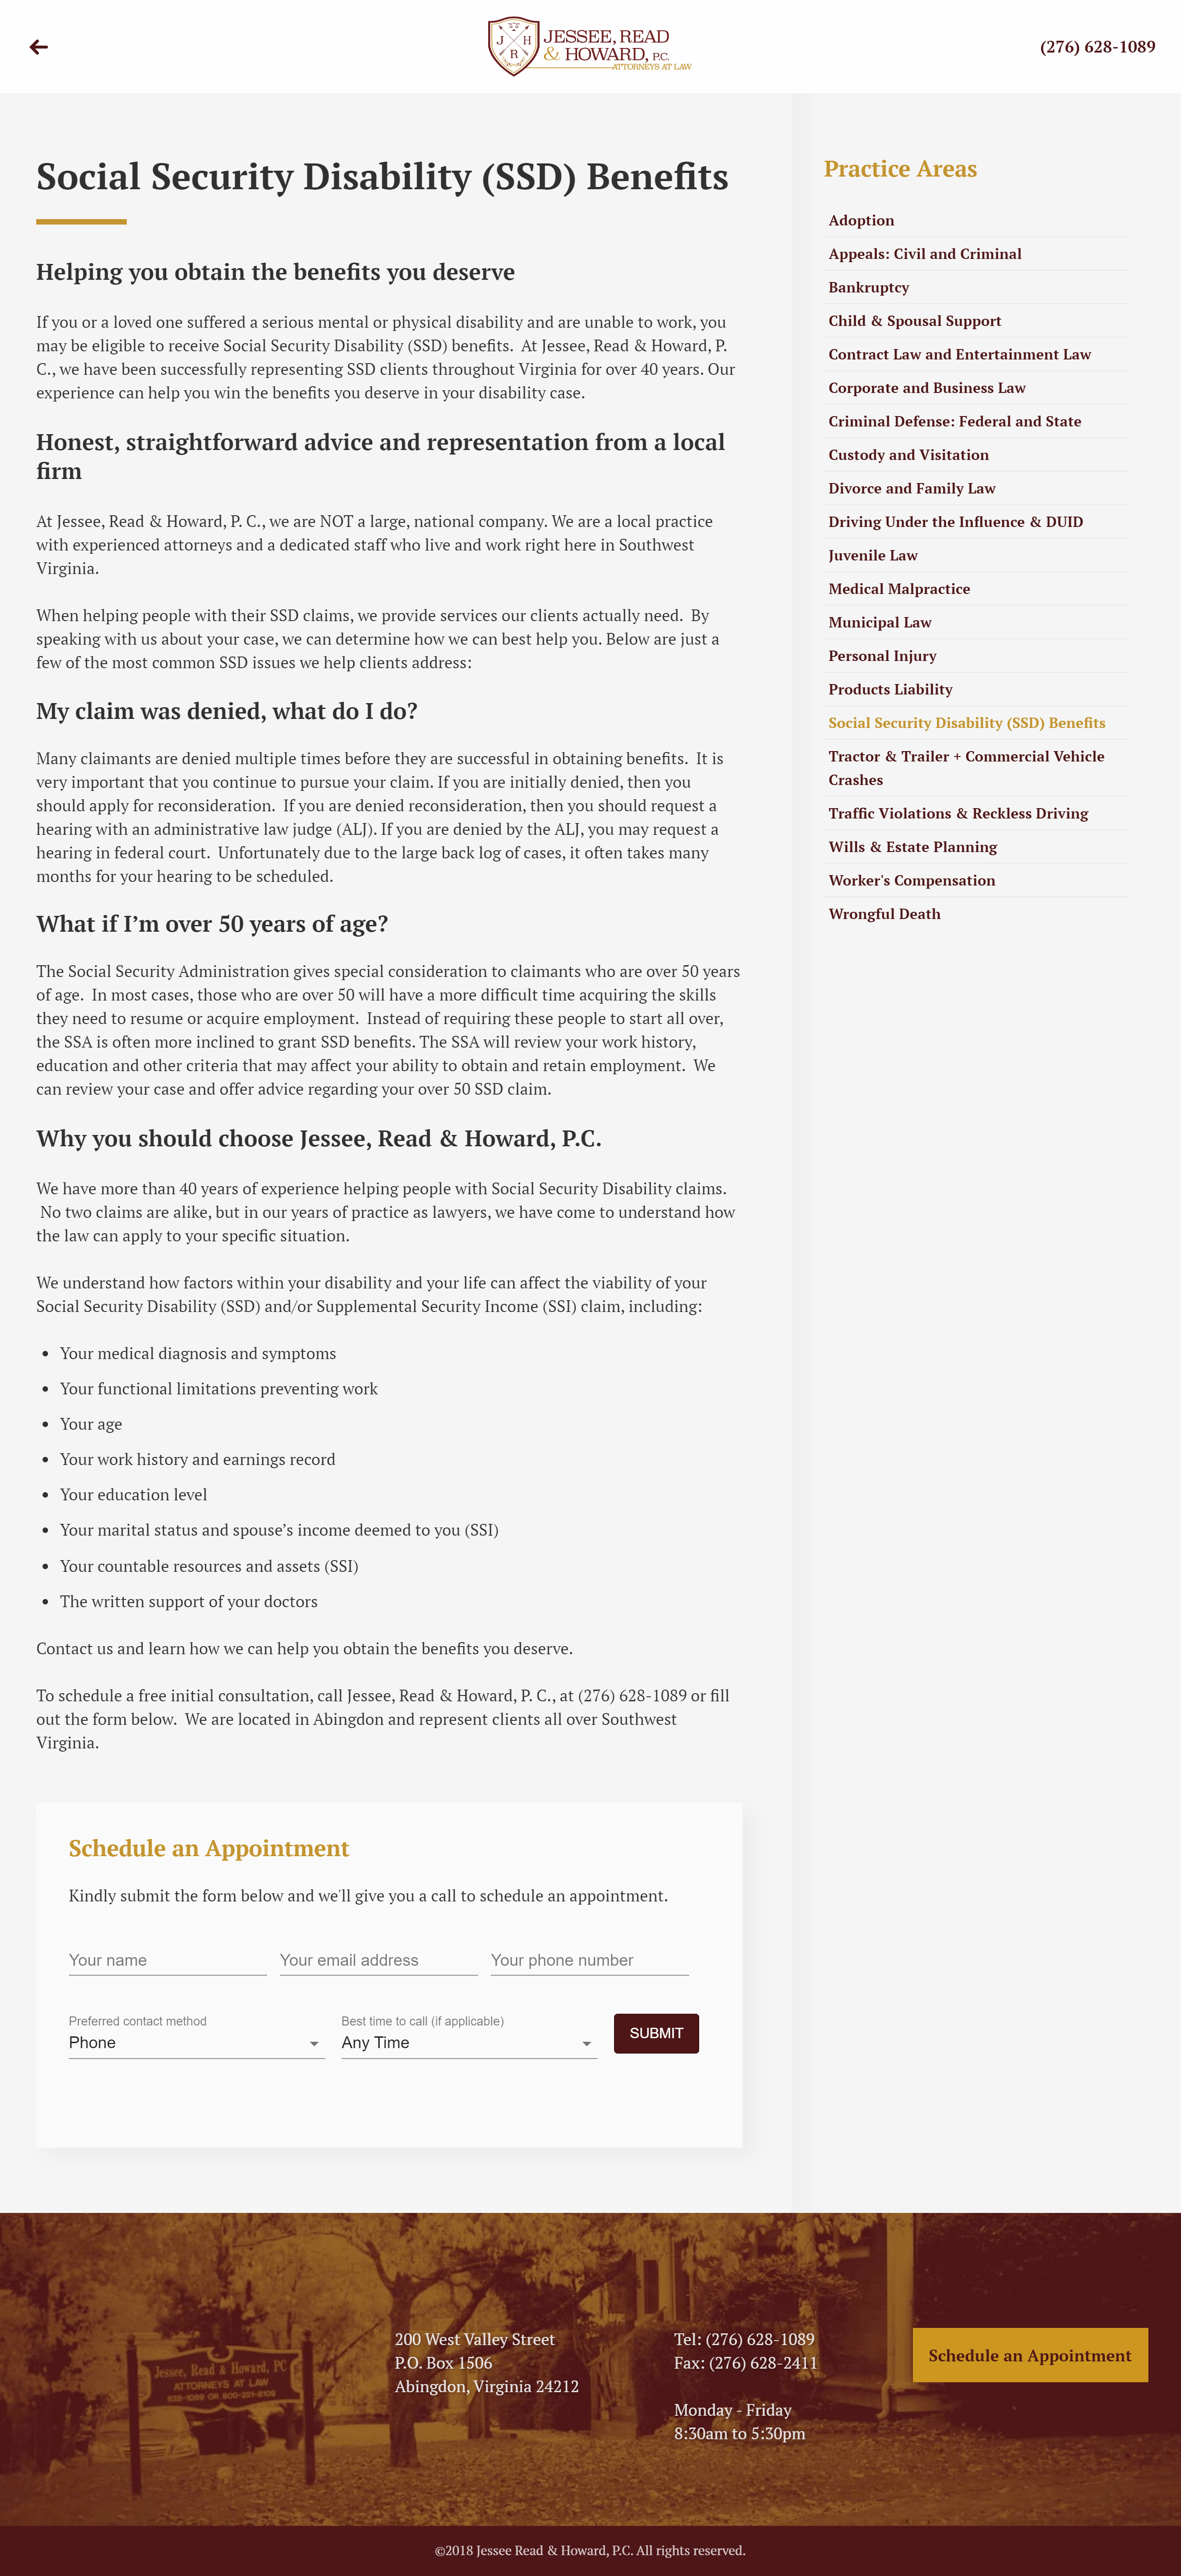 J H
R
JESSEE, READ
& HOWARD, P.C.
ATTORNEYS AT LAW
(276) 628-1089
Social Security Disability (SSD) Benefits
Helping you obtain the benefits you deserve
If you or a loved one suffered a serious mental or physical disability and are unable to work, you
may be eligible to receive Social Security Disability (SSD) benefits.  At Jessee, Read & Howard, P.
C., we have been successfully representing SSD clients throughout Virginia for over 40 years. Our
experience can help you win the benefits you deserve in your disability case.
Honest, straightforward advice and representation from a local
firm
At Jessee, Read & Howard, P. C., we are NOT a large, national company. We are a local practice
with experienced attorneys and a dedicated staff who live and work right here in Southwest
Virginia.
When helping people with their SSD claims, we provide services our clients actually need.  By
speaking with us about your case, we can determine how we can best help you. Below are just a
few of the most common SSD issues we help clients address:
My claim was denied, what do I do?
Many claimants are denied multiple times before they are successful in obtaining benefits.  It is
very important that you continue to pursue your claim. If you are initially denied, then you
should apply for reconsideration.  If you are denied reconsideration, then you should request a
hearing with an administrative law judge (ALJ). If you are denied by the ALJ, you may request a
hearing in federal court.  Unfortunately due to the large back log of cases, it often takes many
months for your hearing to be scheduled.
What if I’m over 50 years of age?
The Social Security Administration gives special consideration to claimants who are over 50 years
of age.  In most cases, those who are over 50 will have a more difficult time acquiring the skills
they need to resume or acquire employment.  Instead of requiring these people to start all over,
the SSA is often more inclined to grant SSD benefits. The SSA will review your work history,
education and other criteria that may affect your ability to obtain and retain employment.  We
can review your case and offer advice regarding your over 50 SSD claim.
Why you should choose Jessee, Read & Howard, P.C.
We have more than 40 years of experience helping people with Social Security Disability claims.
No two claims are alike, but in our years of practice as lawyers, we have come to understand how
the law can apply to your specific situation.
We understand how factors within your disability and your life can affect the viability of your
Social Security Disability (SSD) and/or Supplemental Security Income (SSI) claim, including:
• Your medical diagnosis and symptoms
• Your functional limitations preventing work
• Your age
• Your work history and earnings record
• Your education level
• Your marital status and spouse’s income deemed to you (SSI)
• Your countable resources and assets (SSI)
• The written support of your doctors
Contact us and learn how we can help you obtain the benefits you deserve.
To schedule a free initial consultation, call Jessee, Read & Howard, P. C., at (276) 628-1089 or fill
out the form below.  We are located in Abingdon and represent clients all over Southwest
Virginia.
Schedule an Appointment
Kindly submit the form below and we'll give you a call to schedule an appointment.
Your name Your email address Your phone number
Preferred contact method Best time to call (if applicable)
Phone Any Time SUBMIT
Practice Areas
Adoption
Appeals: Civil and Criminal
Bankruptcy
Child & Spousal Support
Contract Law and Entertainment Law
Corporate and Business Law
Criminal Defense: Federal and State
Custody and Visitation
Divorce and Family Law
Driving Under the Influence & DUID
Juvenile Law
Medical Malpractice
Municipal Law
Personal Injury
Products Liability
Social Security Disability (SSD) Benefits
Tractor & Trailer + Commercial Vehicle
Crashes
Traffic Violations & Reckless Driving
Wills & Estate Planning
Worker's Compensation
Wrongful Death
Jessee, Read & Howard, PC
ATTORNEYS AT LAW
628-1089 OR 800-251-8109
200 West Valley Street
P.O. Box 1506
Abingdon, Virginia 24212
Tel: (276) 628-1089
Fax: (276) 628-2411
Monday - Friday
8:30am to 5:30pm
Schedule an Appointment
©2018 Jessee Read & Howard, P.C. All rights reserved.